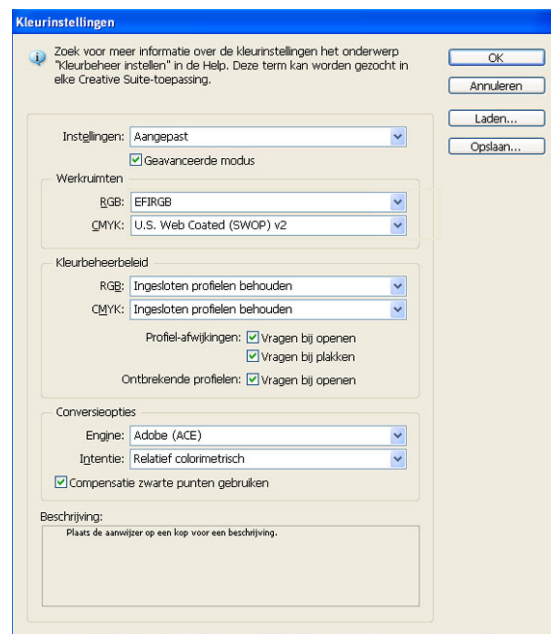 Kleurinstellingen
Zoek voor meer informatie over de kleurinstellingen het onderwerp
"Kleurbeheer instellen" in de Help. Deze term kan worden gezocht in
elke Creative Suite-toepassing.
OK
Annuleren
Laden...
Opslaan...
Instellingen: Aangepast
Geavanceerde modus
Werkruimten
RGB: EFIRGB
CMYK: U.S. Web Coated (SWOP) v2
Kleurbeheerbeleid
RGB: Ingesloten profielen behouden
CMYK: Ingesloten profielen behouden
Profiel-afwijkingen: Vragen bij openen
Vragen bij plakken
Ontbrekende profielen: Vragen bij openen
Conversieopties
Engine: Adobe (ACE)
Intentie: Relatief colorimetrisch
Compensatie zwarte punten gebruiken
Beschrijving:
Plaats de aanwijzer op een kop voor een beschrijving.